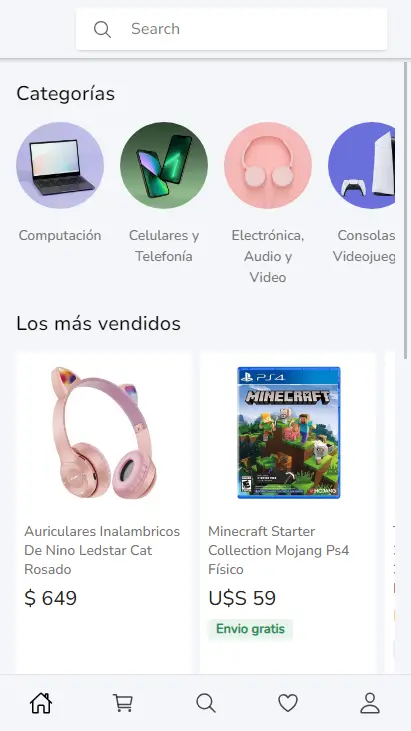 Search
Categorías
Computación
Celulares y
Telefonía
Electrónica,
Audio y
Video
Consolas
Videojueg
Los más vendidos
PS4
MINECRAFT
MOJANG
Auriculares Inalambricos
De Nino Ledstar Cat
Rosado
$ 649
Minecraft Starter
Collection Mojang Ps4
Físico
U$S 59
Envio gratis